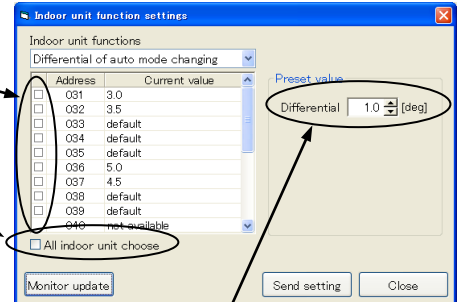 Indoor unit function settings
Indoor unit functions
Differential of auto mode changing
Address Current value
031 3.0
032 3.5
033 default
034 default
035 default
036 5.0
037 4.5
038 default
039 default
040 not available
All indoor unit choose
Preset value
Differential 1.0 [deg]
Monitor update Send setting Close